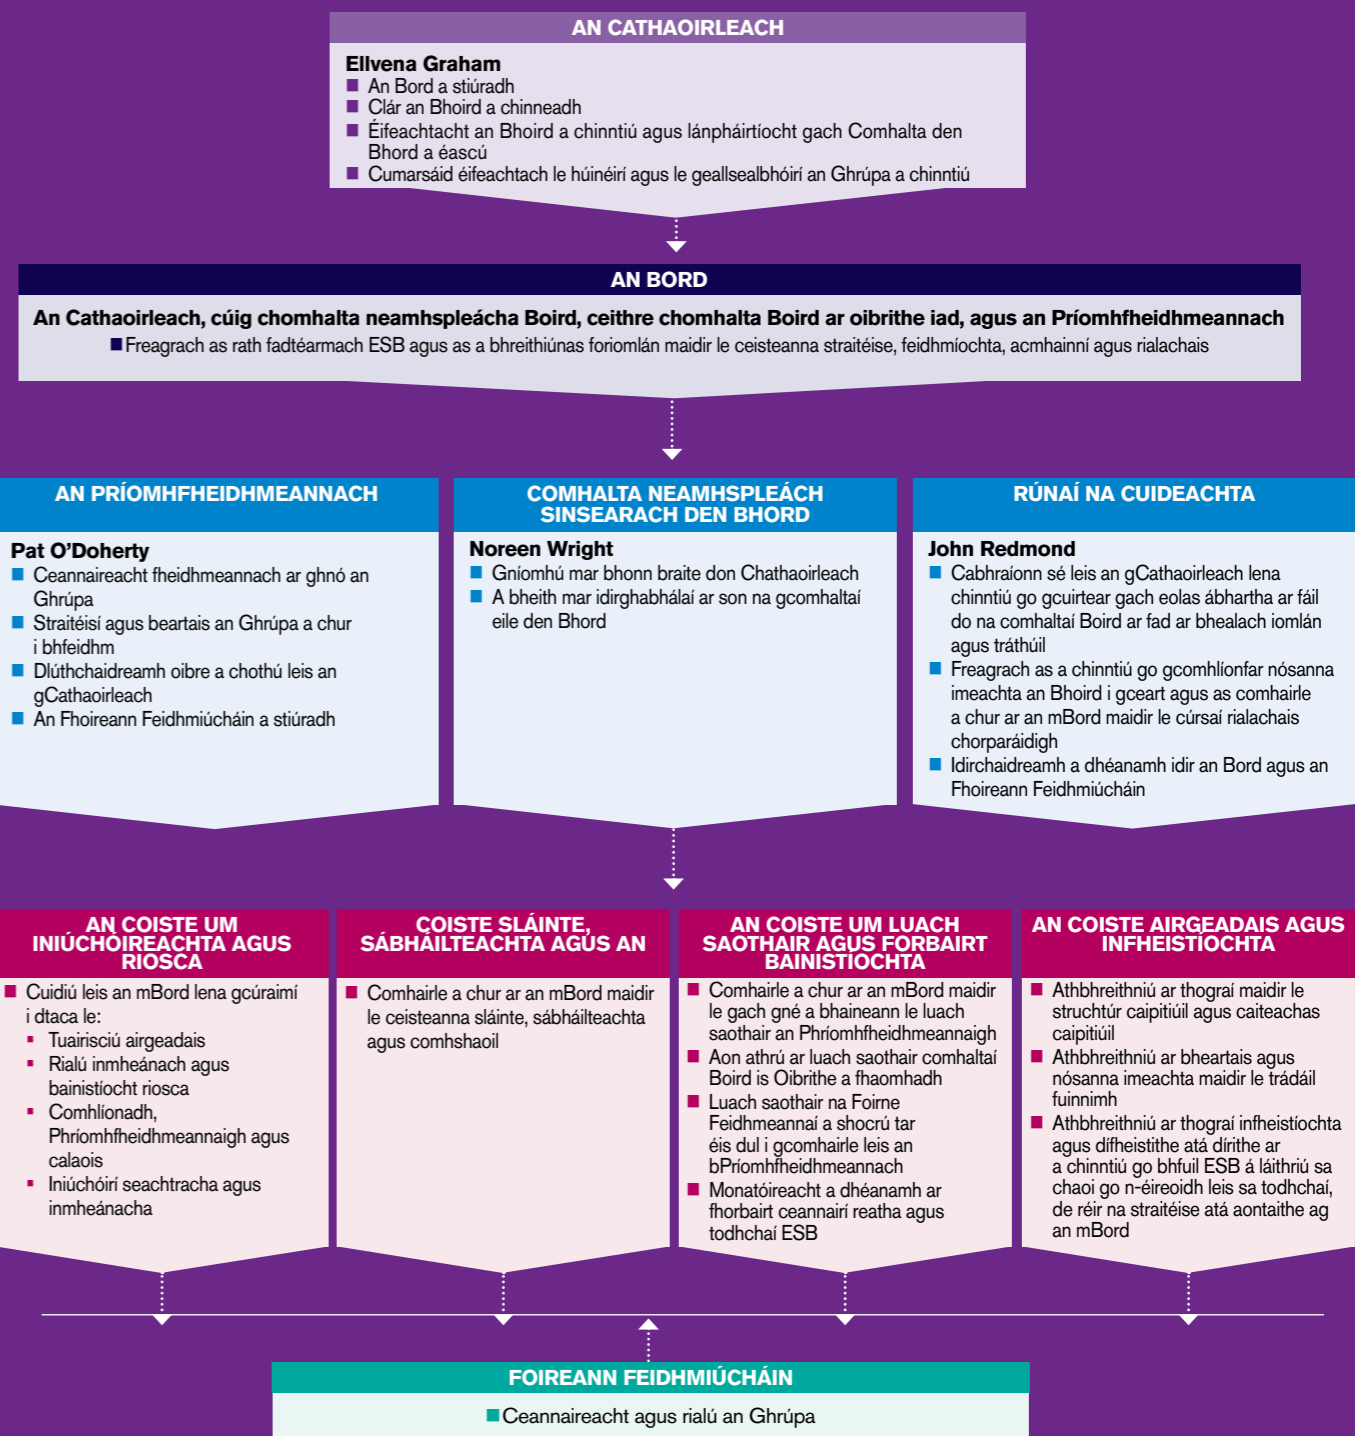 AN CATHAOIRLEACH
Ellvena Graham
■ An Bord a stiúradh
■ Clár an Bhoird a chinneadh
■ Éifeachtacht an Bhoird a chinntiú agus lánpháirtíocht gach Comhalta den
Bhord a éascú
■ Cumarsáid éifeachtach le húinéirí agus le geallsealbhóirí an Ghrúpa a chinntiú
AN BORD
An Cathaoirleach, cúig chomhalta neamhspleácha Boird, ceithre chomhalta Boird ar oibrithe iad, agus an Príomhfheidhmeannach
■ Freagrach as rath fadtéarmach ESB agus as a bhreithiúnas foriomlán maidir le ceisteanna straitéise, feidhmíochta, acmhainní agus rialachais
AN PRÍOMHFHEIDHMEANNACH
Pat O'Doherty
■ Ceannaireacht fheidhmeannach ar ghnó an
Ghrúpa
■ Straitéisí agus beartais an Ghrúpa a chur
i bhfeidhm
■ Dlúthchaidreamh oibre a chothú leis an
gCathaoirleach
■ An Fhoireann Feidhmiúcháin a stiúradh
COMHALTA NEAMHSPLEÁCH
SINSEARACH DEN BHORD
Noreen Wright
■ Gníomhú mar bhonn braite don Chathaoirleach
■ A bheith mar idirghabhálaí ar son na gcomhaltaí
eile den Bhord
RÚNAÍ NA CUIDEACHTA
John Redmond
■ Cabhraíonn sé leis an gCathaoirleach lena
chinntiú go gcuirtear gach eolas ábhartha ar fáil
do na comhaltaí Boird ar fad ar bhealach iomlán
agus tráthúil
■ Freagrach as a chinntiú go gcomhlíonfar nósanna
imeachta an Bhoird i gceart agus as comhairle
a chur ar an mBord maidir le cúrsaí rialachais
chorparáidigh
■ Idirchaidreamh a dhéanamh idir an Bord agus an
Fhoireann Feidhmiúcháin
AN COISTE UM
INIÚCHÓIREACHTA AGUS
RIOSCA
■ Cuidiú leis an mBord lena gcúraimí
i dtaca le:
▪ Tuairisciú airgeadais
▪ Rialú inmheánach agus
bainistíocht riosca
▪ Comhlíonadh,
Phríomhfheidhmeannaigh agus
calaois
▪ Iniúchóirí seachtracha agus
inmheánacha
COISTE SLÁINTE,
SÁBHÁILTEACHTA AGUS AN
■ Comhairle a chur ar an mBord maidir
le ceisteanna sláinte, sábháilteachta
agus comhshaoil
AN COISTE UM LUACH
SAOTHAIR AGUS FORBAIRT
BAINISTÍOCHTA
■ Comhairle a chur ar an mBord maidir
le gach gné a bhaineann le luach
saothair an Phríomhfheidhmeannaigh
■ Aon athrú ar luach saothair comhaltaí
Boird is Oibrithe a fhaomhadh
■ Luach saothair na Foirne
Feidhmeannaí a shocrú tar
éis dul i gcomhairle leis an
bPríomhfheidhmeannach
■ Monatóireacht a dhéanamh ar
fhorbairt ceannairí reatha agus
todhchaí ESB
AN COISTE AIRGEADAIS AGUS
INFHEISTÍOCHTA
■ Athbhreithniú ar thograí maidir le
struchtúr caipitiúil agus caiteachas
caipitiúil
■ Athbhreithniú ar bheartais agus
nósanna imeachta maidir le trádáil
fuinnimh
■ Athbhreithniú ar thograí infheistíochta
agus dífheistithe atá dírithe ar
a chinntiú go bhfuil ESB á láithriú sa
chaoi go n-éireoidh leis sa todhchaí,
de réir na straitéise atá aontaithe ag
an mBord
FOIREANN FEIDHMIÚCHÁIN
■ Ceannaireacht agus rialú an Ghrúpa